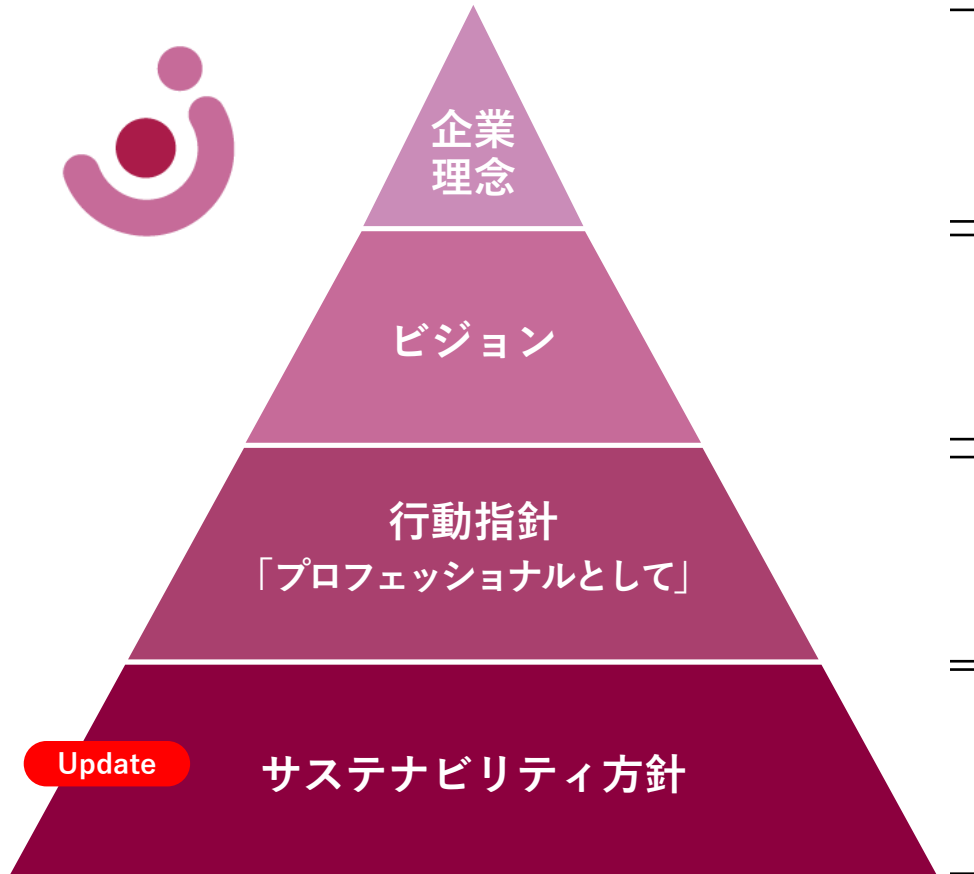 企業
理念
ビジョン
行動指針
「プロフェッショナルとして」
Update
サステナビリティ方針